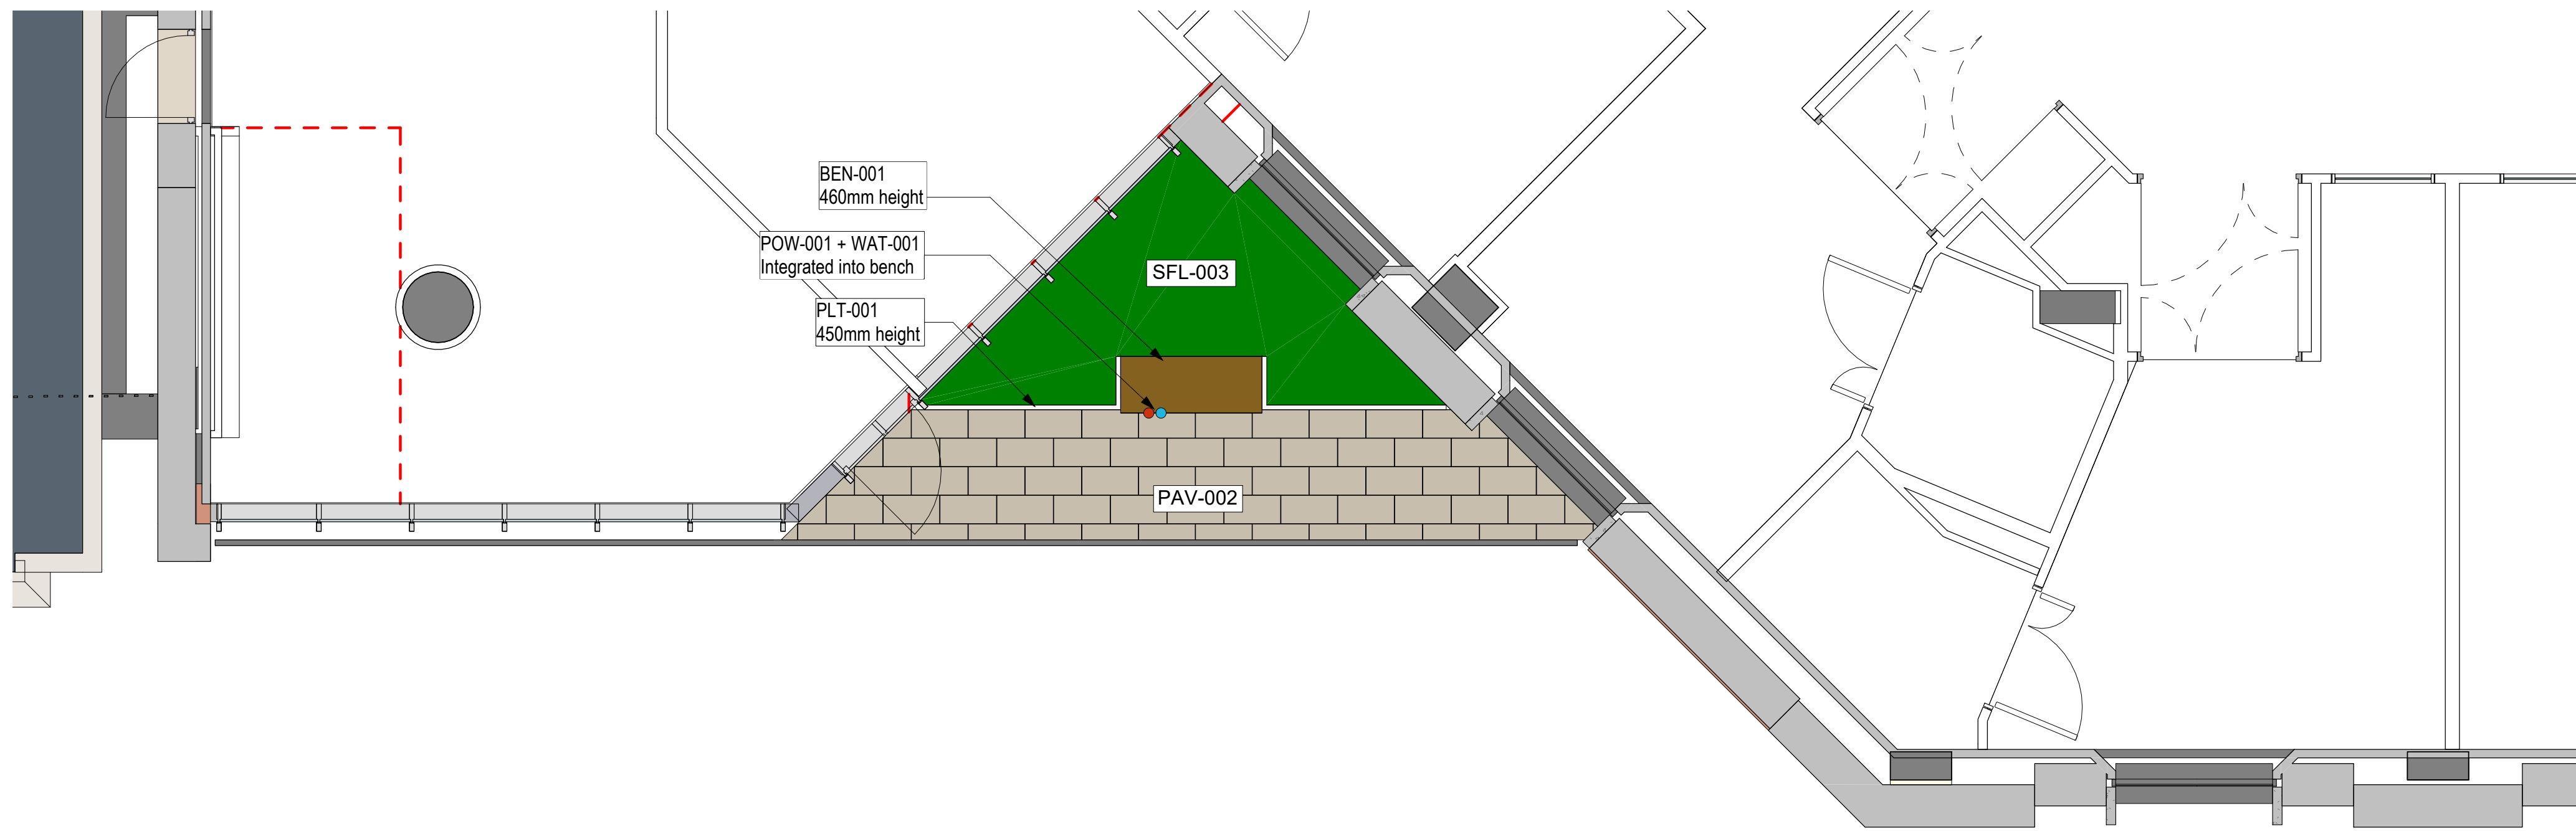 BEN-001
460mm height
POW-001 + WAT-001
Integrated into bench
PLT-001
450mm height
SFL-003
PAV-002